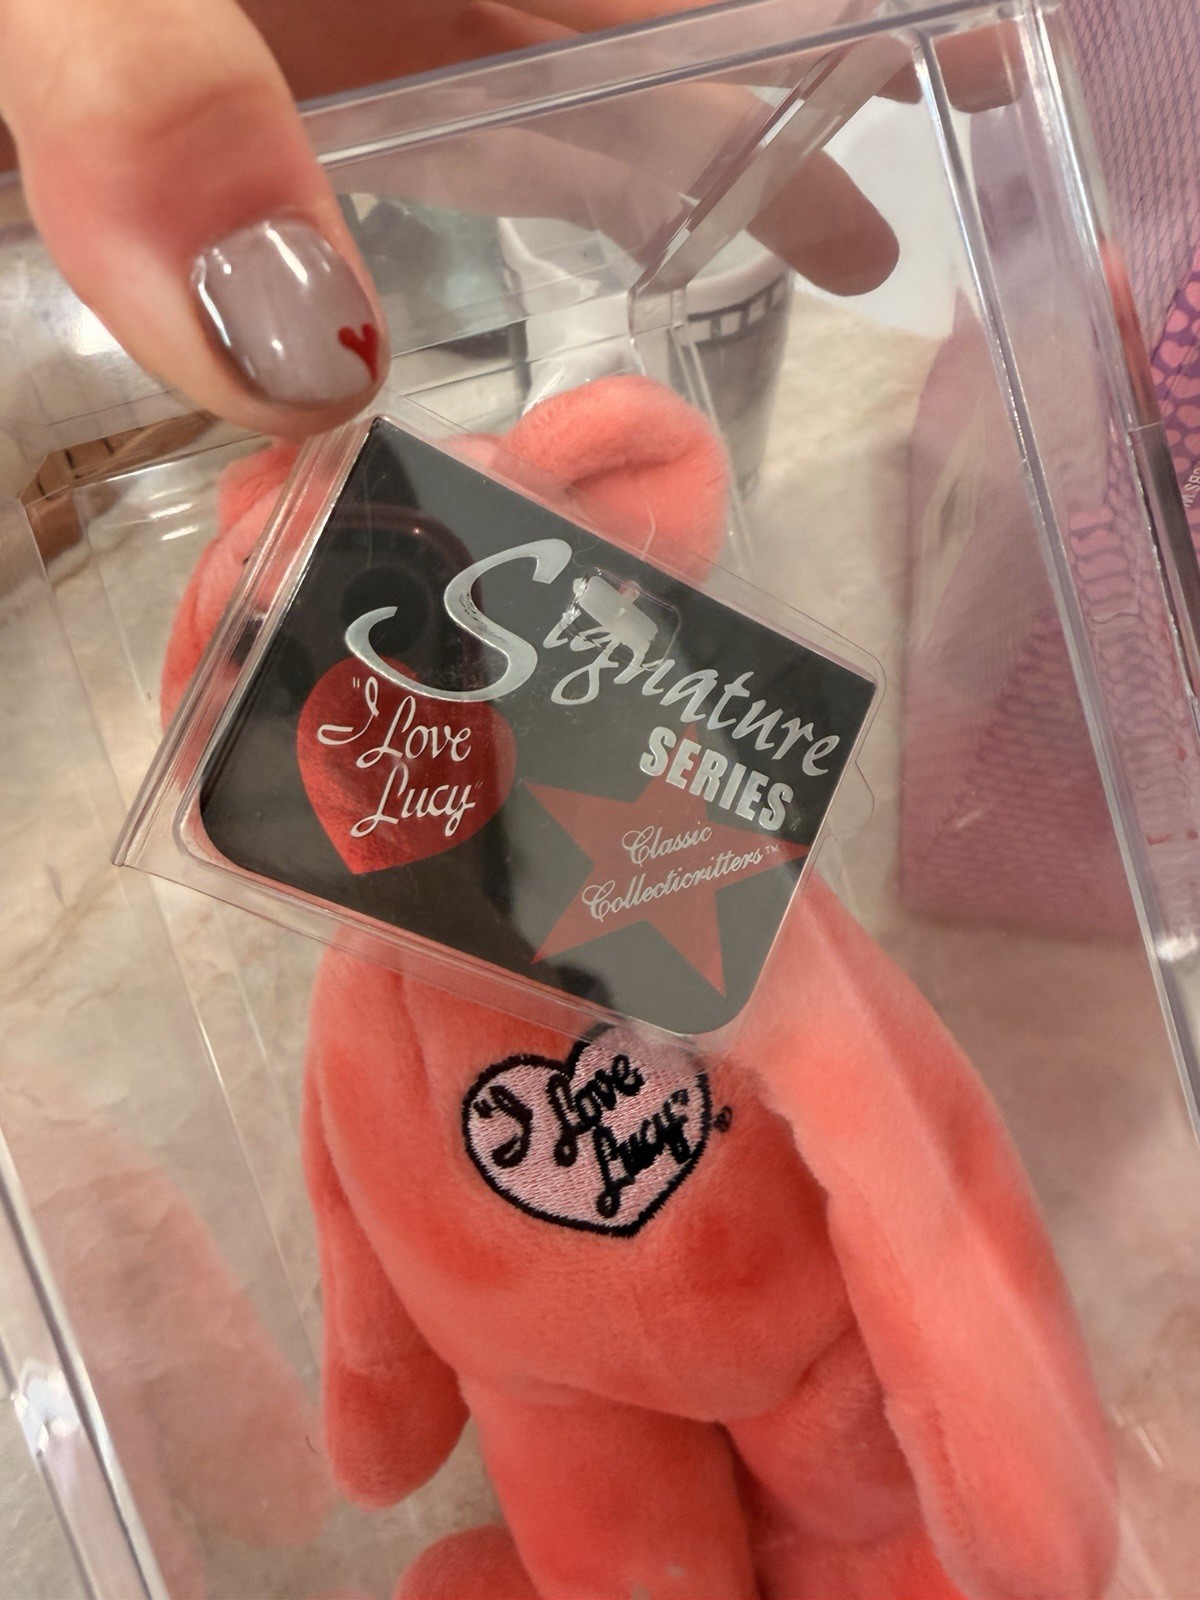 Signature
SERIES
"I
Love
Lucy"
Classic
Collecticritters™
"I
Love
Lucy"